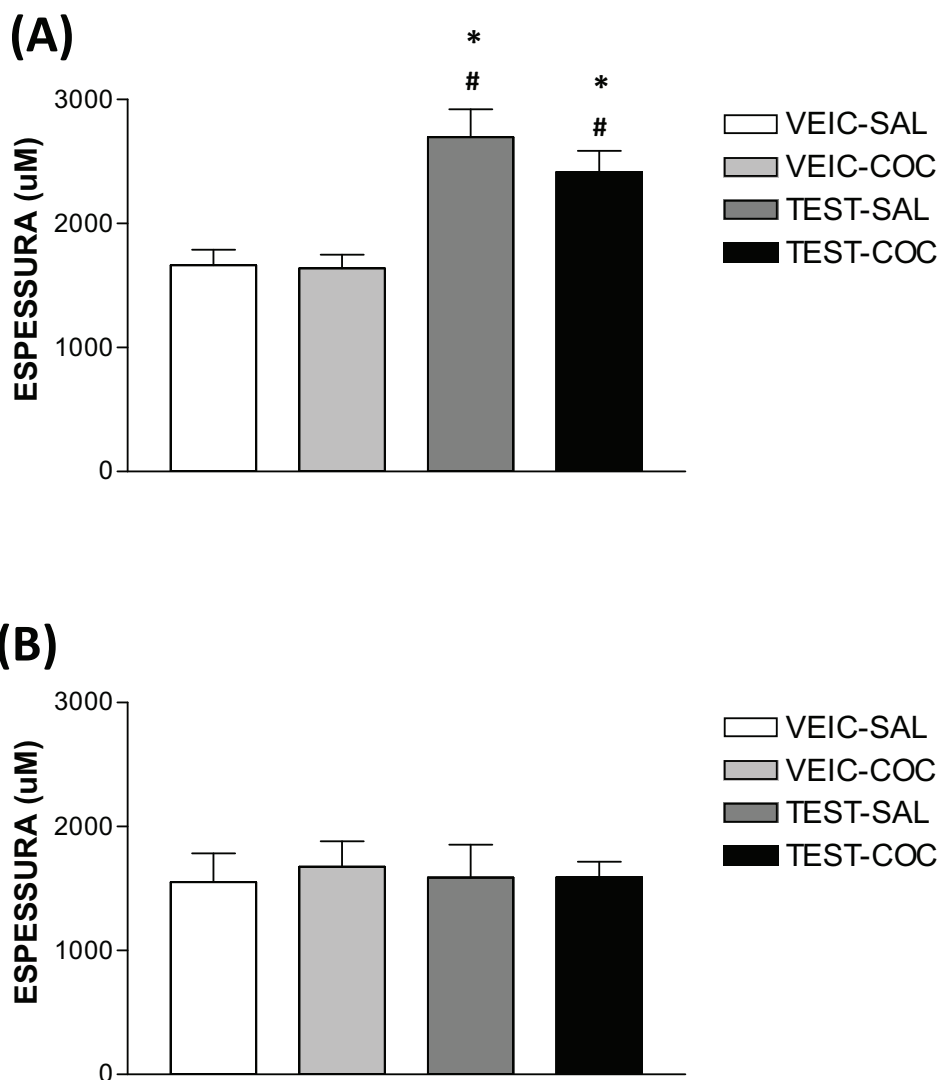 (A)
*
#
*
#
3000
2000
1000
0
ESPESSURA (uM)
VEIC-SAL
VEIC-COC
TEST-SAL
TEST-COC
(B)
3000
2000
1000
0
ESPESSURA (uM)
VEIC-SAL
VEIC-COC
TEST-SAL
TEST-COC